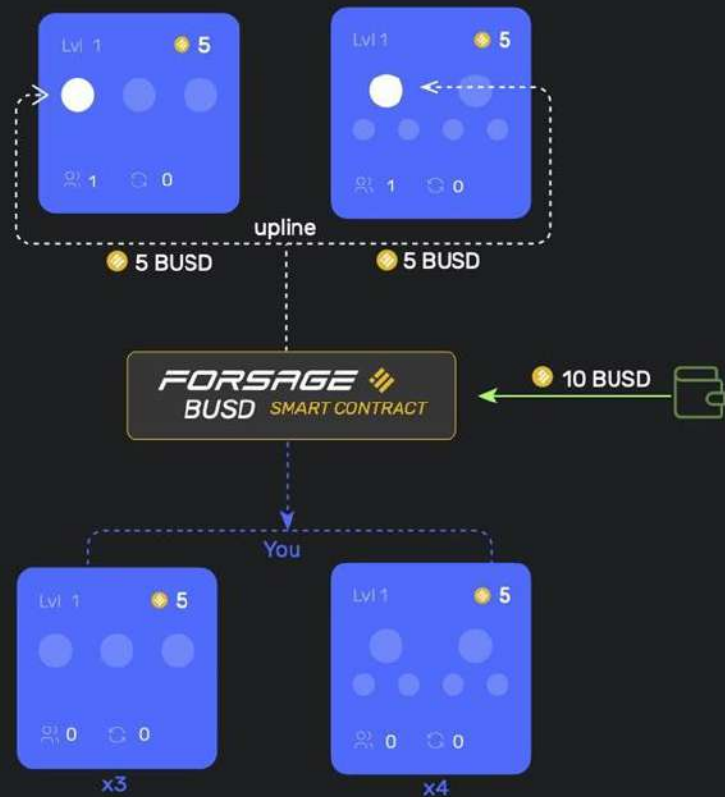 Lvl 1 5
Lvl 1 5
1 0
1 0
upline
5 BUSD
5 BUSD
FORSAGE
BUSD SMART CONTRACT
10 BUSD
You
Lvl 1 5
Lvl 1 5
0 0
0 0
x3
x4